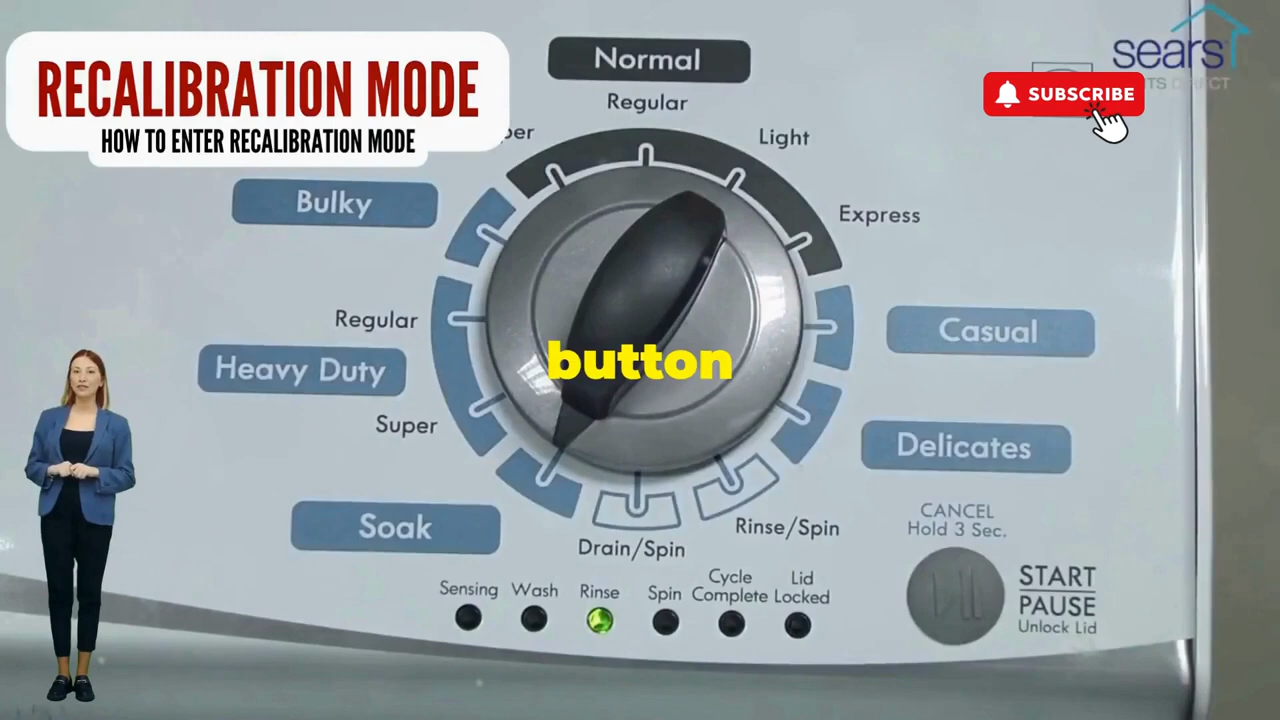 RECALIBRATION MODE
HOW TO ENTER RECALIBRATION MODE
sears
DIRECT
SUBSCRIBE
Normal
Regular
Light
Express
Bulky
Regular
Heavy Duty
Super
Soak
button
Casual
Delicates
Rinse/Spin
Drain/Spin
CANCEL
Hold 3 Sec.
START
PAUSE
Unlock Lid
Sensing
Wash
Rinse
Spin
Cycle
Complete
Lid
Locked